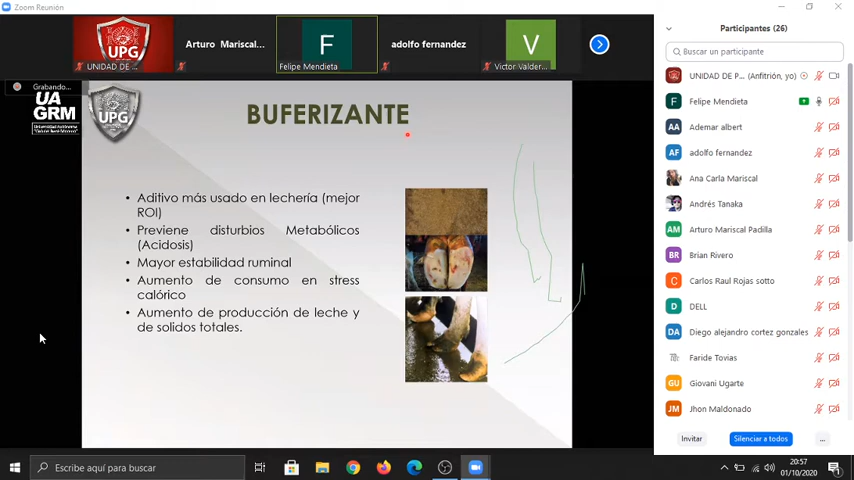 Zoom Reunión
UPG
UNIDAD DE ...
Arturo Mariscal...
F
Felipe Mendieta
adolfo fernandez
V
Victor Valder...
Participantes (26)
Buscar un participante
UNIDAD DE P... (Anfitrión, yo)
F Felipe Mendieta
AA Ademar albert
AF adolfo fernandez
Ana Carla Mariscal
Andrés Tanaka
AM Arturo Mariscal Padilla
BR Brian Rivero
C Carlos Raul Rojas sotto
D DELL
DA Diego alejandro cortez gonzales
Faride Tovias
GU Giovani Ugarte
JM Jhon Maldonado
Invitar
Silenciar a todos
...
Grabando...
UA
GRM
UPG
BUFERIZANTE
• Aditivo más usado en lechería (mejor
ROI)
• Previene disturbios Metabólicos
(Acidosis)
• Mayor estabilidad ruminal
• Aumento de consumo en stress
calórico
• Aumento de producción de leche y
de solidos totales.
Escribe aquí para buscar
20:57
01/10/2020